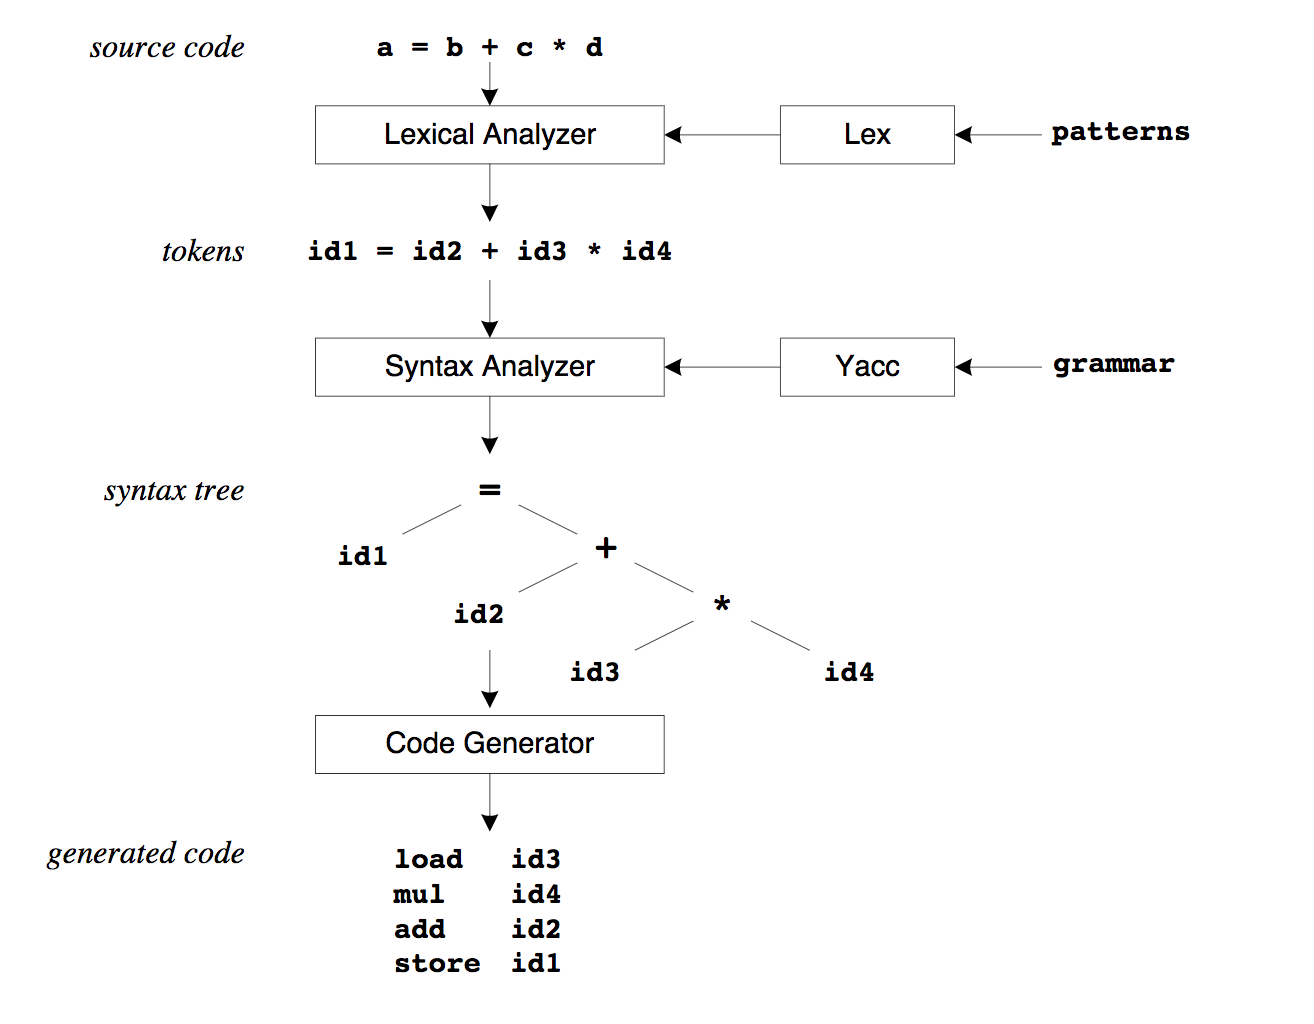 source code
a = b + c * d
Lexical Analyzer
Lex
patterns
tokens
id1 = id2 + id3 * id4
Syntax Analyzer
Yacc
grammar
syntax tree
=
id1
+
id2
*
id3
id4
Code Generator
generated code
load id3
mul id4
add id2
store id1